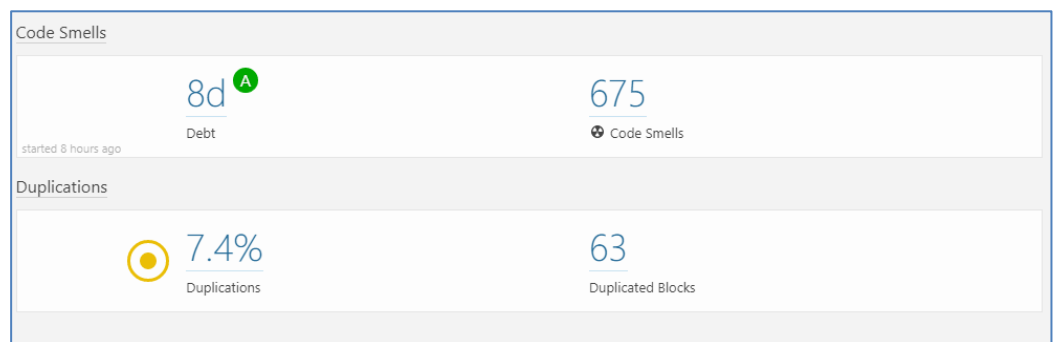 Code Smells
8d A
675
Debt
Code Smells
started 8 hours ago
Duplications
7.4%
63
Duplications
Duplicated Blocks